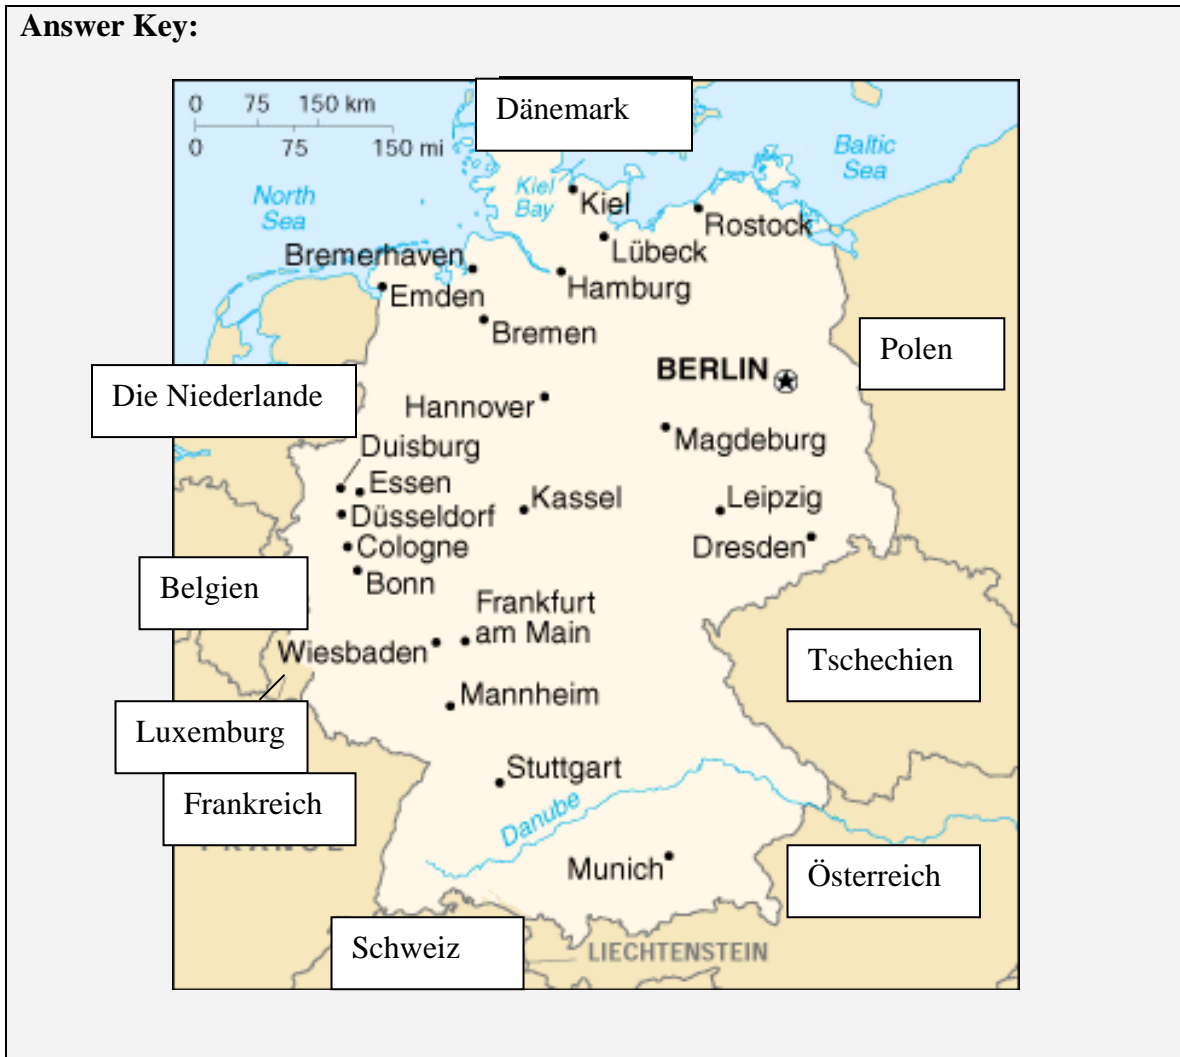 Answer Key:
0 75 150 km
0 75 150 mi
Dänemark
North
Sea
Kiel
Bay
Baltic
Sea
Kiel
Rostock
Lübeck
Bremerhaven
Hamburg
Emden
Bremen
Polen
BERLIN
Die Niederlande
Hannover
Magdeburg
Duisburg
Essen
Kassel
Leipzig
Düsseldorf
Dresden
Cologne
Bonn
Belgien
Frankfurt
am Main
Wiesbaden
Tschechien
Mannheim
Luxemburg
Stuttgart
Frankreich
Danube
FRANCE
Munich
Österreich
Schweiz
LIECHTENSTEIN